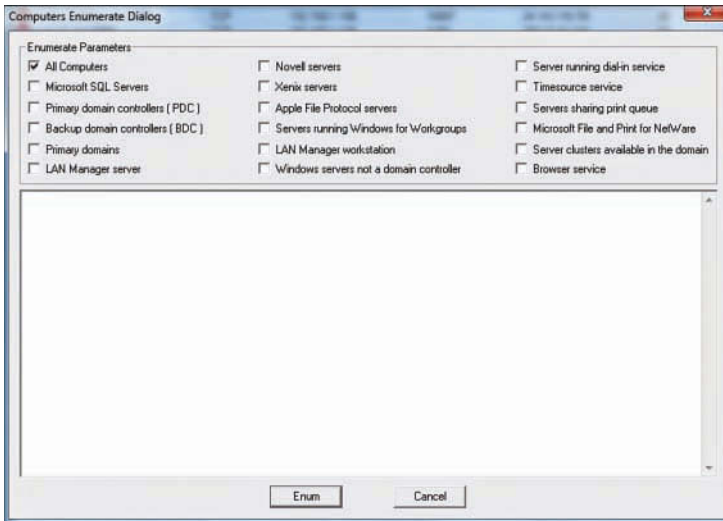 Computers Enumerate Dialog
Enumerate Parameters
All Computers
Microsoft SQL Servers
Primary domain controllers ( PDC )
Backup domain controllers ( BDC )
Primary domains
LAN Manager server
Novell servers
Xenix servers
Apple File Protocol servers
Servers running Windows for Workgroups
LAN Manager workstation
Windows servers not a domain controller
Server running dial-in service
Timesource service
Servers sharing print queue
Microsoft File and Print for NetWare
Server clusters available in the domain
Browser service
Enum
Cancel